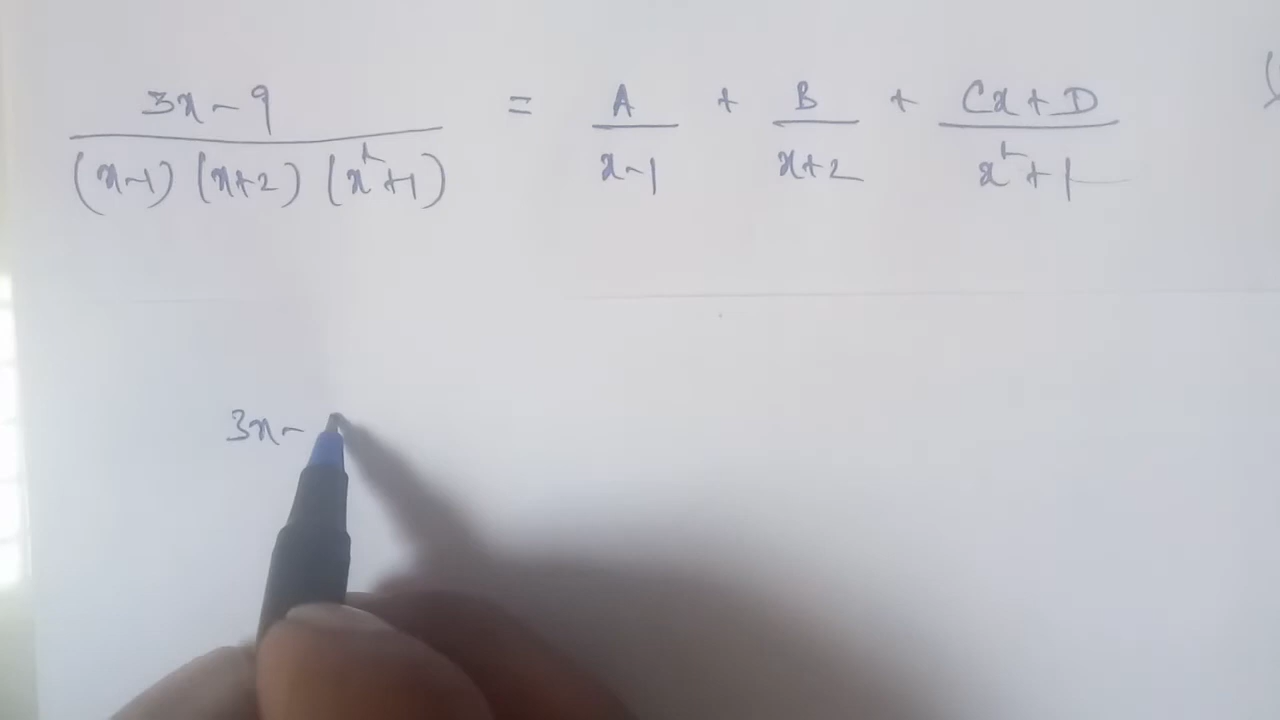 3x - 9 / (x-1) (x+2) (x²+1) = A / x-1 + B / x+2 + Cx+D / x²+1
3x -